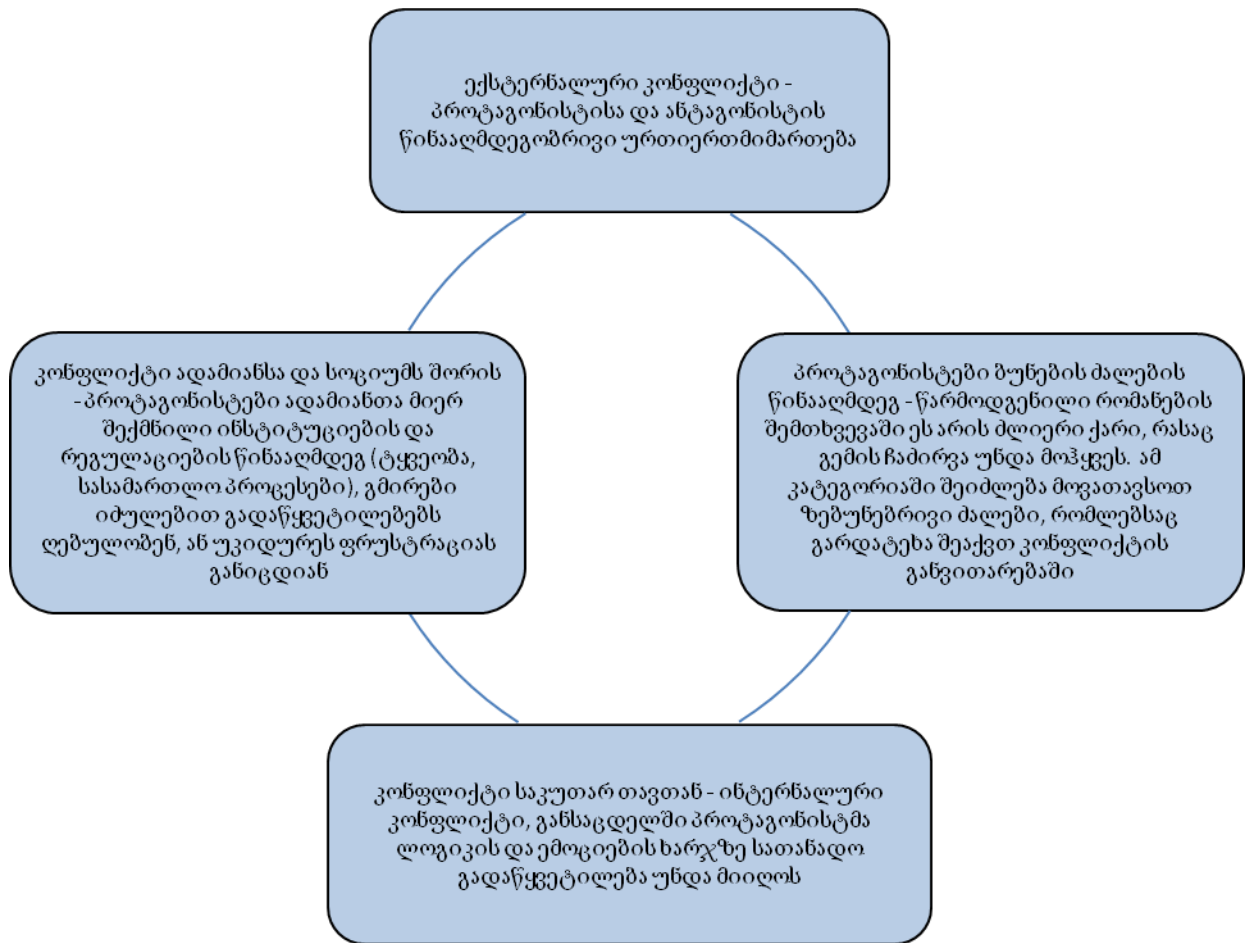 ექსტერნალური კონფლიქტი -
პროტაგონისტისა და ანტაგონისტის
წინააღმდეგობრივი ურთიერთმიმართება
კონფლიქტი ადამიანსა და სოციუმს შორის
-პროტაგონისტები ადამიანთა მიერ
შექმნილი ინსტიტუციების და
რეგულაციების წინააღმდეგ (ტყვეობა,
სასამართლო პროცესები), გმირები
იძულებით გადაწყვეტილებებს
ღებულობენ, ან უკიდურეს ფრუსტრაციას
განიცდიან
პროტაგონისტები ბუნების ძალების
წინააღმდეგ -წარმოდგენილი რომანების
შემთხვევაში ეს არის ძლიერი ქარი, რასაც
გემის ჩაძირვა უნდა მოჰყვეს. ამ
კატეგორიაში შეიძლება მოვათავსოთ
ზებუნებრივი ძალები, რომლებსაც
გარდატეხა შეაქვთ კონფლიქტის
განვითარებაში
კონფლიქტი საკუთარ თავთან - ინტერნალური
კონფლიქტი, განსაცდელში პროტაგონისტმა
ლოგიკის და ემოციების ხარჯზე სათანადო
გადაწყვეტილება უნდა მიიღოს